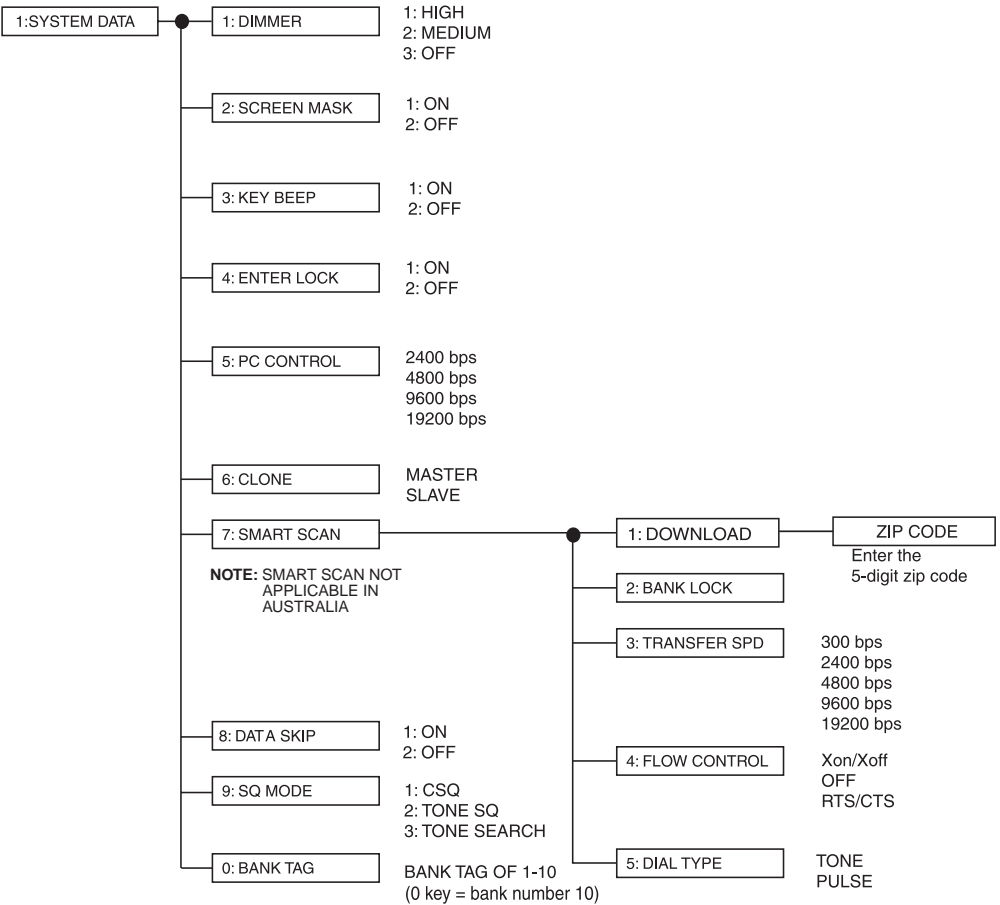 1:SYSTEM DATA
1: DIMMER
1: HIGH
2: MEDIUM
3: OFF
2: SCREEN MASK
1: ON
2: OFF
3: KEY BEEP
1: ON
2: OFF
4: ENTER LOCK
1: ON
2: OFF
5: PC CONTROL
2400 bps
4800 bps
9600 bps
19200 bps
6: CLONE
MASTER
SLAVE
7: SMART SCAN
NOTE: SMART SCAN NOT
APPLICABLE IN
AUSTRALIA
1: DOWNLOAD
ZIP CODE
Enter the
5-digit zip code
2: BANK LOCK
3: TRANSFER SPD
300 bps
2400 bps
4800 bps
9600 bps
19200 bps
4: FLOW CONTROL
Xon/Xoff
OFF
RTS/CTS
5: DIAL TYPE
TONE
PULSE
8: DATA SKIP
1: ON
2: OFF
9: SQ MODE
1: CSQ
2: TONE SQ
3: TONE SEARCH
0: BANK TAG
BANK TAG OF 1-10
(0 key = bank number 10)